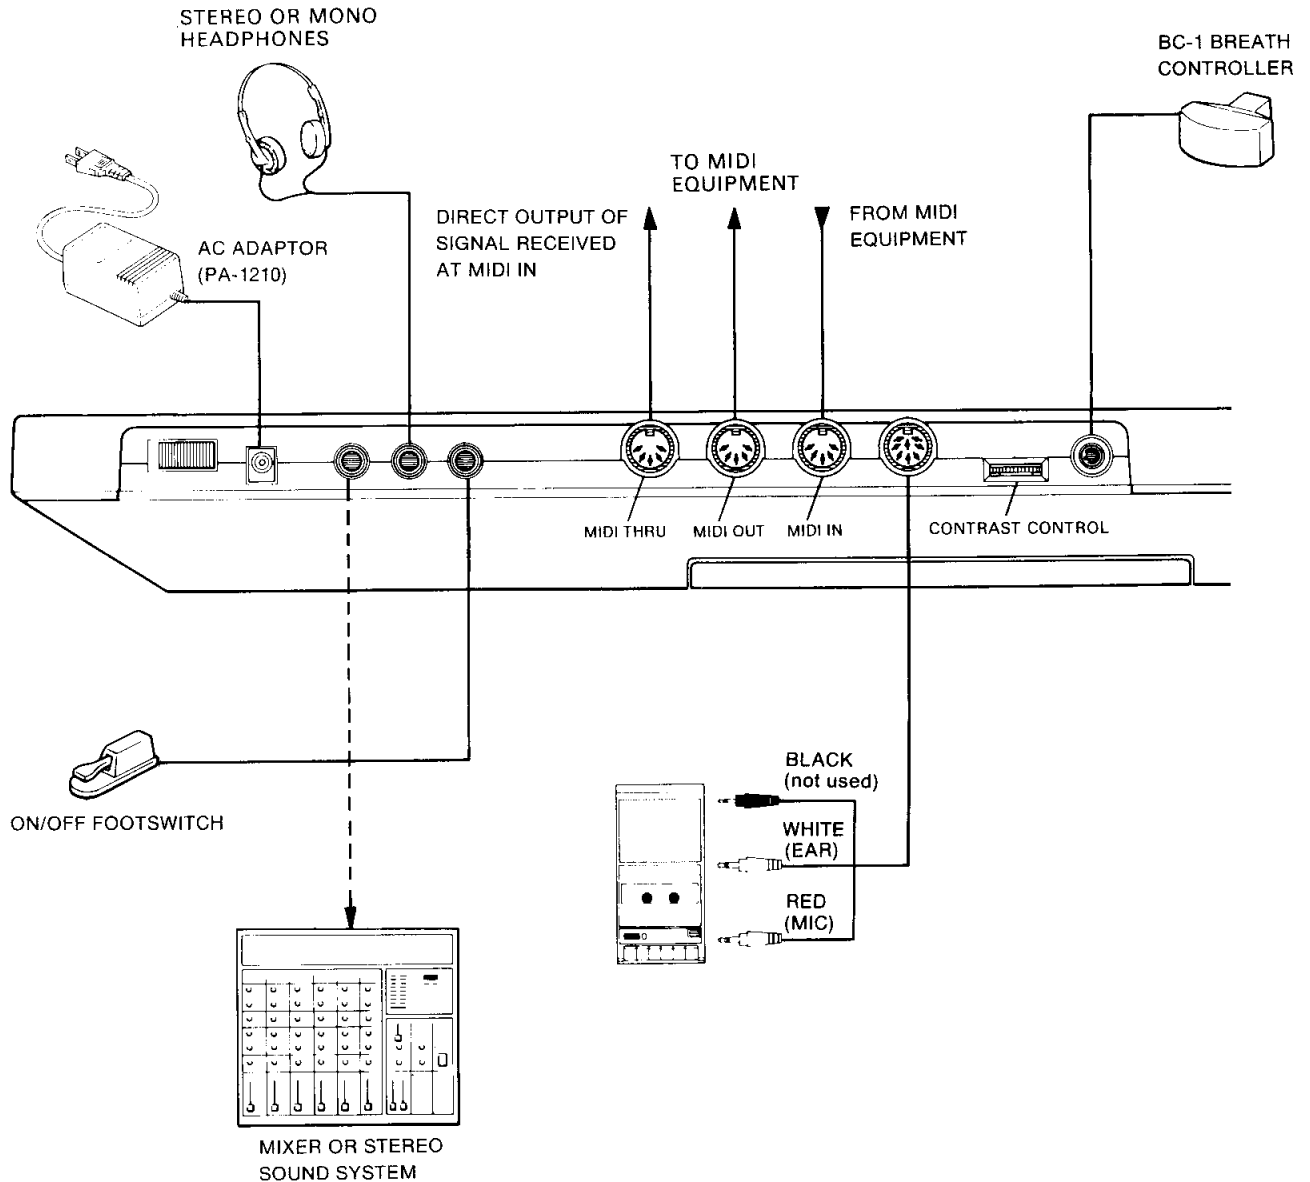 STEREO OR MONO
HEADPHONES
BC-1 BREATH
CONTROLLER
TO MIDI
EQUIPMENT
DIRECT OUTPUT OF
SIGNAL RECEIVED
AT MIDI IN
FROM MIDI
EQUIPMENT
AC ADAPTOR
(PA-1210)
MIDI THRU
MIDI OUT
MIDI IN
CONTRAST CONTROL
ON/OFF FOOTSWITCH
BLACK
(not used)
WHITE
(EAR)
RED
(MIC)
MIXER OR STEREO
SOUND SYSTEM